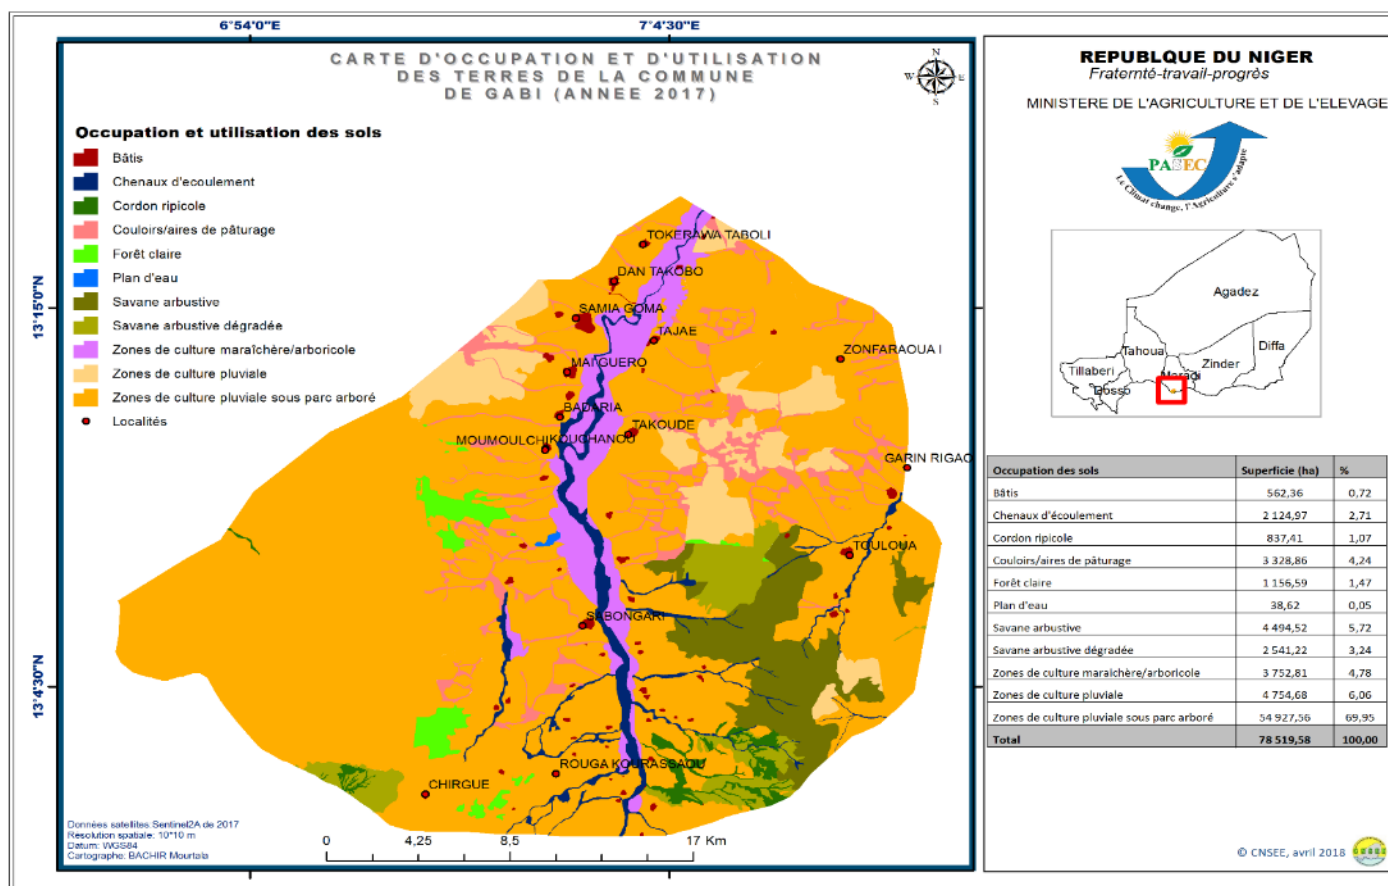 6°54'0"E
7°4'30"E
CARTE D'OCCUPATION ET D'UTILISATION
DES TERRES DE LA COMMUNE
DE GABI (ANNEE 2017)
N
W
E
S
Occupation et utilisation des sols
Bâtis
Chenaux d'ecoulement
Cordon ripicole
Couloirs/aires de pâturage
Forêt claire
Plan d'eau
Savane arbustive
Savane arbustive dégradée
Zones de culture maraîchère/arboricole
Zones de culture pluviale
Zones de culture pluviale sous parc arboré
Localités
13°15'0"N
13°4'30"N
TOKERAWA TABOLI
DAN TAKOBO
SAMIA GOMA
TAJAE
ZONFARAOUA I
MAI GUERO
BADARIA
TAKOUDE
MOUMOULCHI
KOUCHANOU
GARIN RIGAO
TOULOUA
SABONGARI
ROUGA KOURASSAOU
CHIRGUE
Données satellites:Sentinel2A de 2017
Résolution spatiale: 10*10 m
Datum: WGS84
Cartographe: BACHIR Mourtala
0 4,25 8,5 17 Km
REPUBLQUE DU NIGER
Fraternté-travail-progrès
MINISTERE DE L'AGRICULTURE ET DE L'ELEVAGE
PASEC
Le Climat change, l'Agriculture s'adapte
Agadez
Tahoua
Diffa
Zinder
Tillaberi
Maradi
Dosso
Occupation des sols Superficie (ha) %
Bâtis 562,36 0,72
Chenaux d'écoulement 2 124,97 2,71
Cordon ripicole 837,41 1,07
Couloirs/aires de pâturage 3 328,86 4,24
Forêt claire 1 156,59 1,47
Plan d'eau 38,62 0,05
Savane arbustive 4 494,52 5,72
Savane arbustive dégradée 2 541,22 3,24
Zones de culture maraichère/arboricole 3 752,81 4,78
Zones de culture pluviale 4 754,68 6,06
Zones de culture pluviale sous parc arboré 54 927,56 69,95
Total 78 519,58 100,00
© CNSEE, avril 2018